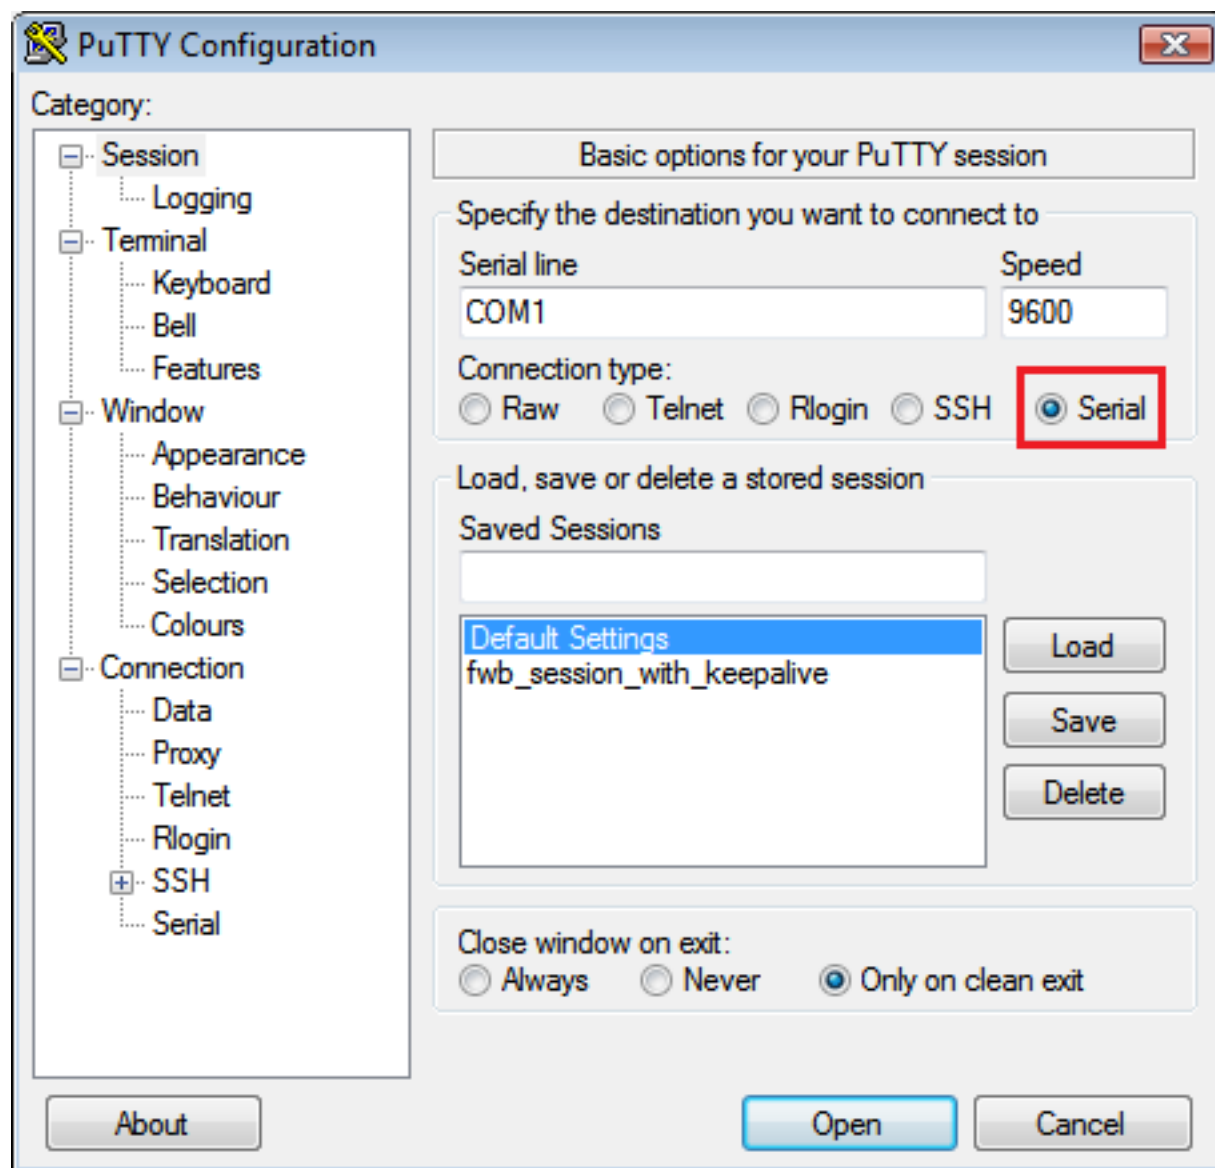 PuTTY Configuration
Category:
Session
Logging
Terminal
Keyboard
Bell
Features
Window
Appearance
Behaviour
Translation
Selection
Colours
Connection
Data
Proxy
Telnet
Rlogin
SSH
Serial
Basic options for your PuTTY session
Specify the destination you want to connect to
Serial line Speed
COM1 9600
Connection type:
Raw Telnet Rlogin SSH Serial
Load, save or delete a stored session
Saved Sessions
Default Settings
fwb_session_with_keepalive
Load
Save
Delete
Close window on exit:
Always Never Only on clean exit
About Open Cancel